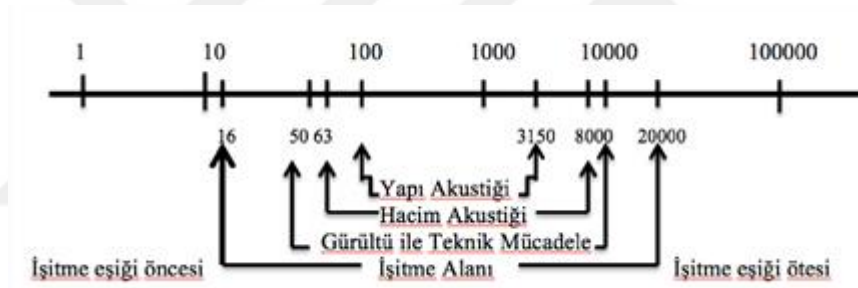 1 10 100 1000 10000 100000
16 50 63 3150 8000 20000
Yapı Akustiği
Hacim Akustiği
Gürültü ile Teknik Mücadele
İşitme eşiği öncesi İşitme Alanı İşitme eşiği ötesi